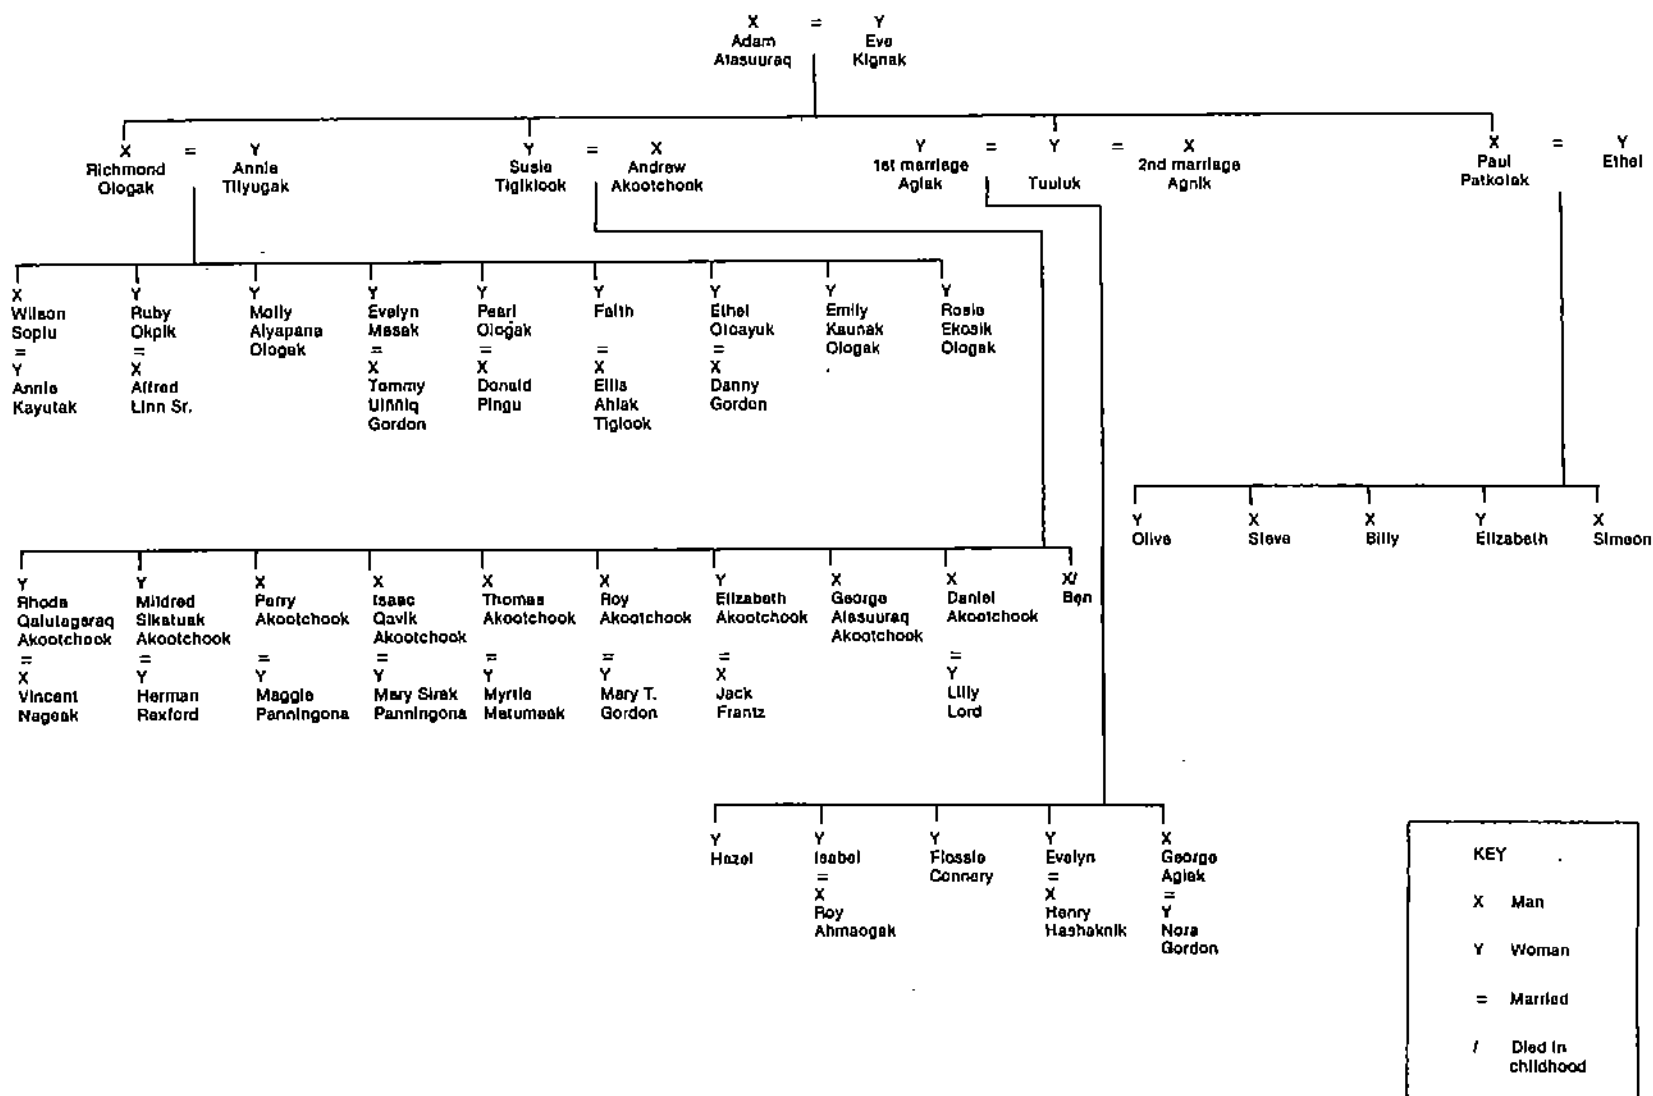 X = Y
Adam Eve
Atasuuraq Kignak
X = Y
Richmond Annie
Ologak Tilyugak
Y = X
Susie Andrew
Tigiklook Akootchook
Y = Y = X
1st marriage 2nd marriage
Aglak Tuuluk Agnik
X = Y
Paul Ethel
Patkotak
X
Wilson
Soplu
=
Y
Annie
Kayutak
Y
Ruby
Okpik
=
X
Alfred
Linn Sr.
Y
Molly
Alyapana
Ologak
Y
Evelyn
Masak
=
X
Tommy
Uinniq
Gordon
Y
Pearl
Ologak
=
X
Donald
Pingu
Y
Faith
=
X
Ellis
Ahlak
Tiglook
Y
Ethel
Oloayuk
=
X
Danny
Gordon
Y
Emily
Kaunak
Ologak
Y
Rosie
Ekosik
Ologak
Y
Olive
X
Steve
X
Billy
Y
Elizabeth
X
Simeon
Y
Rhoda
Qalutagaraq
Akootchook
=
X
Vincent
Nageak
Y
Mildred
Sikatuak
Akootchook
=
Y
Herman
Rexford
X
Perry
Akootchook
=
Y
Maggie
Panningona
X
Isaac
Qavik
Akootchook
=
Y
Mary Sirak
Panningona
X
Thomas
Akootchook
=
Y
Myrtle
Matumeak
X
Roy
Akootchook
=
Y
Mary T.
Gordon
Y
Elizabeth
Akootchook
=
X
Jack
Frantz
X
George
Alasuuraq
Akootchook
X
Daniel
Akootchook
=
Y
Lilly
Lord
X/
Ben
Y
Hazel
Y
Isabel
=
X
Roy
Ahmaogak
Y
Flossie
Connery
Y
Evelyn
=
X
Henry
Nashaknik
X
George
Aglak
=
Y
Nora
Gordon
KEY
X Man
Y Woman
= Married
/ Died in
childhood